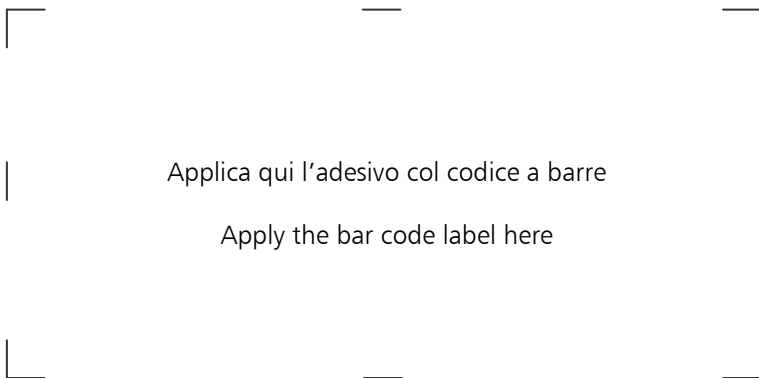 Applica qui l’adesivo col codice a barre
Apply the bar code label here